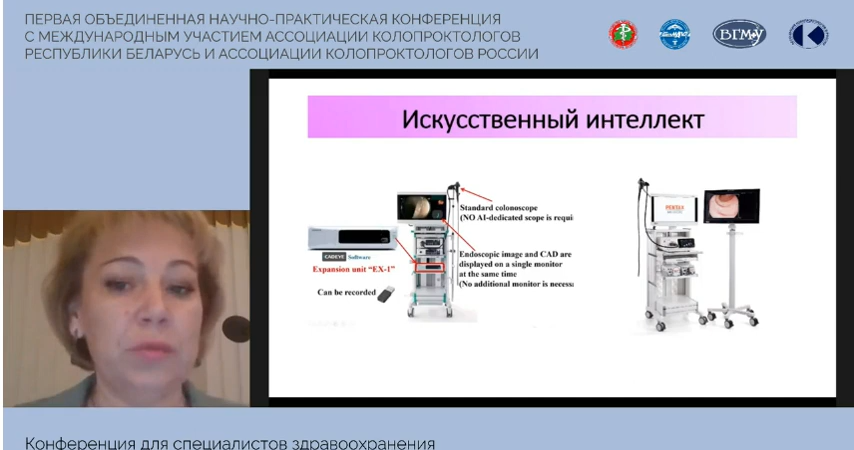 ПЕРВАЯ ОБЪЕДИНЕННАЯ НАУЧНО-ПРАКТИЧЕСКАЯ КОНФЕРЕНЦИЯ
С МЕЖДУНАРОДНЫМ УЧАСТИЕМ АССОЦИАЦИИ КОЛОПРОКТОЛОГОВ
РЕСПУБЛИКИ БЕЛАРУСЬ И АССОЦИАЦИИ КОЛОПРОКТОЛОГОВ РОССИИ
ВГМУ
Искусственный интеллект
Standard colonoscope
(NO AI-dedicated scope is requi
Endoscopic image and CAD are
displayed on a single monitor
at the same time
(No additional monitor is necessa
CADEYE Software
Expansion unit "EX-1"
Can be recorded
PENTAX
Конференция для специалистов здравоохранения